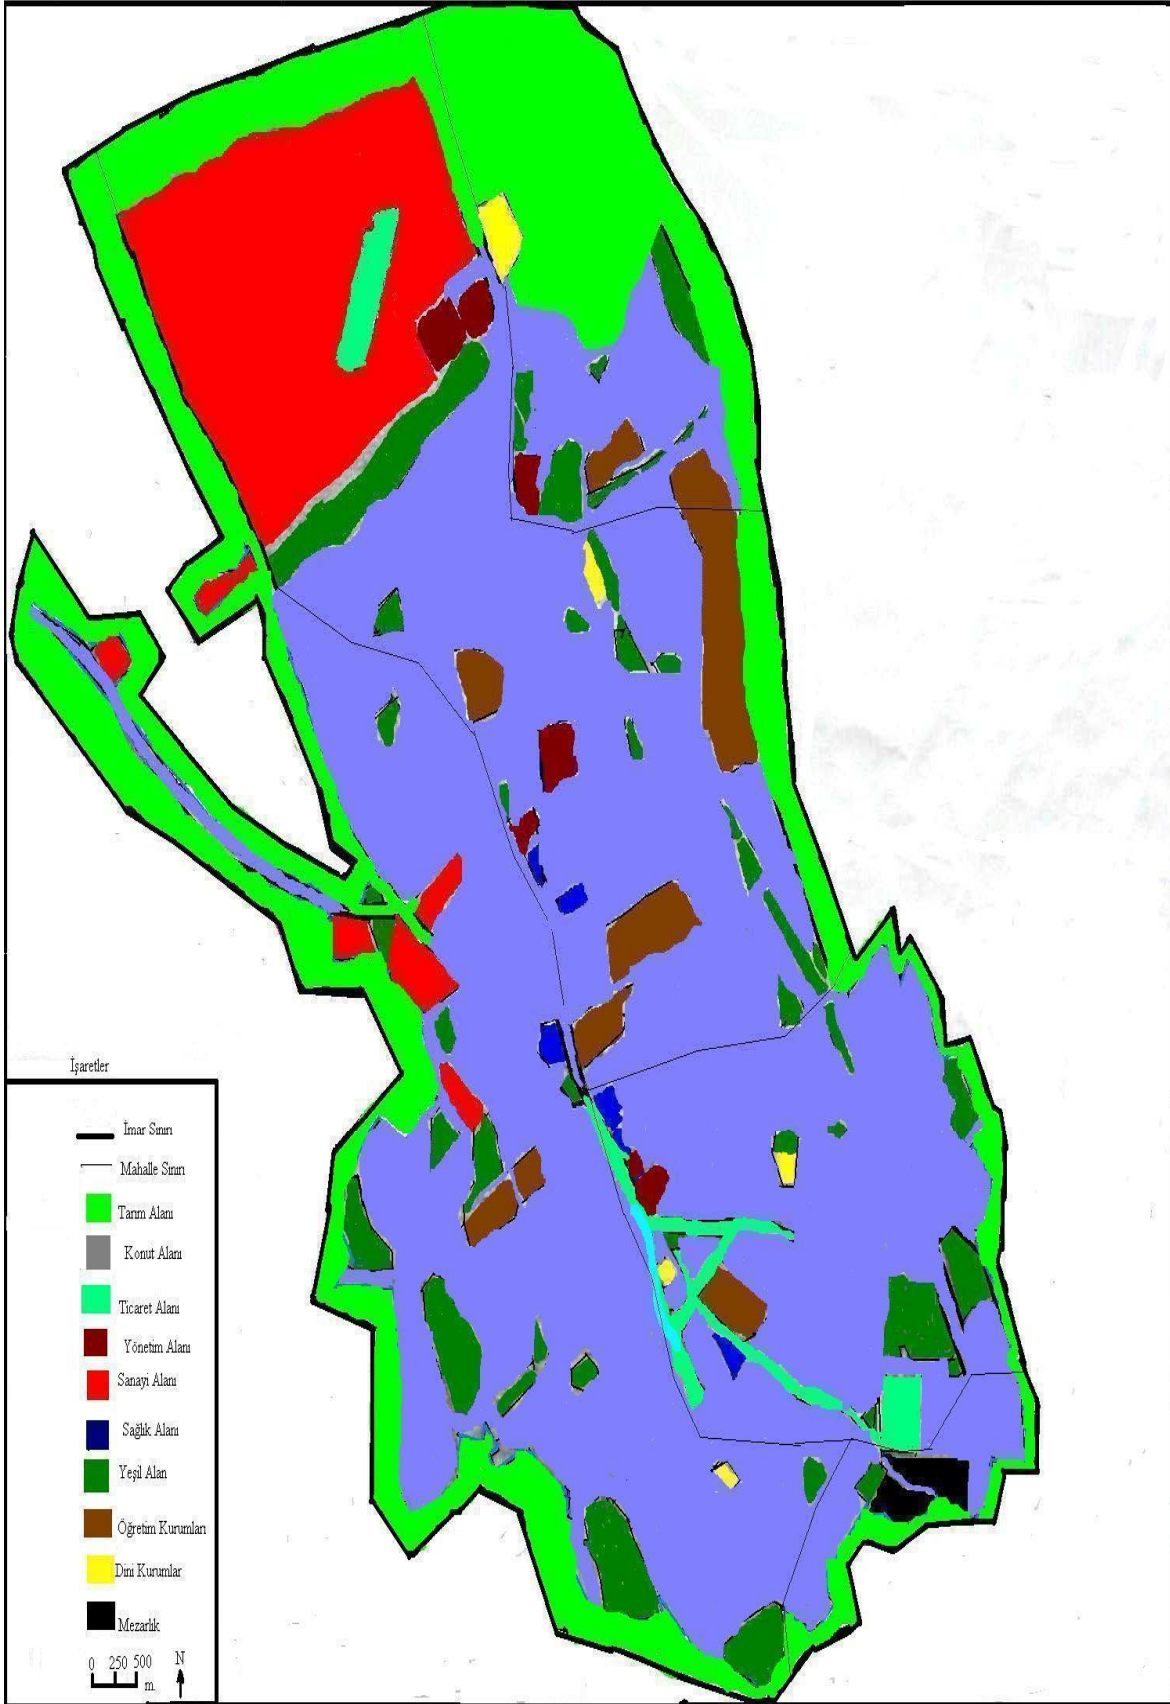 İşaretler
İmar Sınırı
Mahalle Sınırı
Tarım Alanı
Konut Alanı
Ticaret Alanı
Yönetim Alanı
Sanayi Alanı
Sağlık Alanı
Yeşil Alan
Öğretim Kurumları
Dini Kurumlar
Mezarlık
0 250 500 N
m.